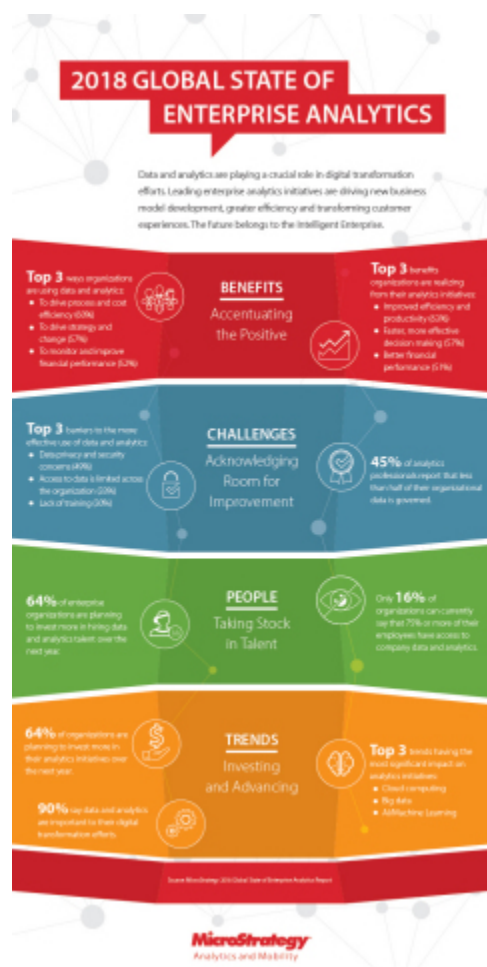 2018 GLOBAL STATE OF
ENTERPRISE ANALYTICS
Data and analytics are playing a crucial role in digital transformation
efforts. Leading enterprise analytics initiatives are driving new business
model development, greater efficiency and transforming customer
experiences. The future belongs to the Intelligent Enterprise.
Top 3 ways organizations
are using data and analytics:
To drive process and cost
efficiency (60%)
To drive strategy and
change (57%)
To monitor and improve
financial performance (52%)
BENEFITS
Accentuating
the Positive
Top 3 benefits
organizations are realizing
from their analytics initiatives:
Improved efficiency and
productivity
Faster, more effective
decision making (57%)
Better financial
performance (51%)
Top 3 barriers to the more
effective use of data and analytics:
Data privacy and security
concerns (49%)
Access to data is limited across
the organization
Lack of training
CHALLENGES
Acknowledging
Room for
Improvement
45% of analytics
professionals report that less
than half of their organizational
data is governed.
64% of enterprise
organizations are planning
to invest more in hiring data
and analytics talent over the
next year.
PEOPLE
Taking Stock
in Talent
Only 16% of
organizations can currently
say that 75% or more of their
employees have access to
company data and analytics.
64% of organizations are
planning to invest more in
their analytics initiatives over
the next year.
90% say data and analytics
are important to their digital
transformation efforts.
TRENDS
Investing
and Advancing
Top 3 trends having the
most significant impact on
analytics initiatives:
Cloud computing
Big data
AI/Machine Learning
Source: MicroStrategy 2018 Global State of Enterprise Analytics Report
MicroStrategy
Analytics and Mobility